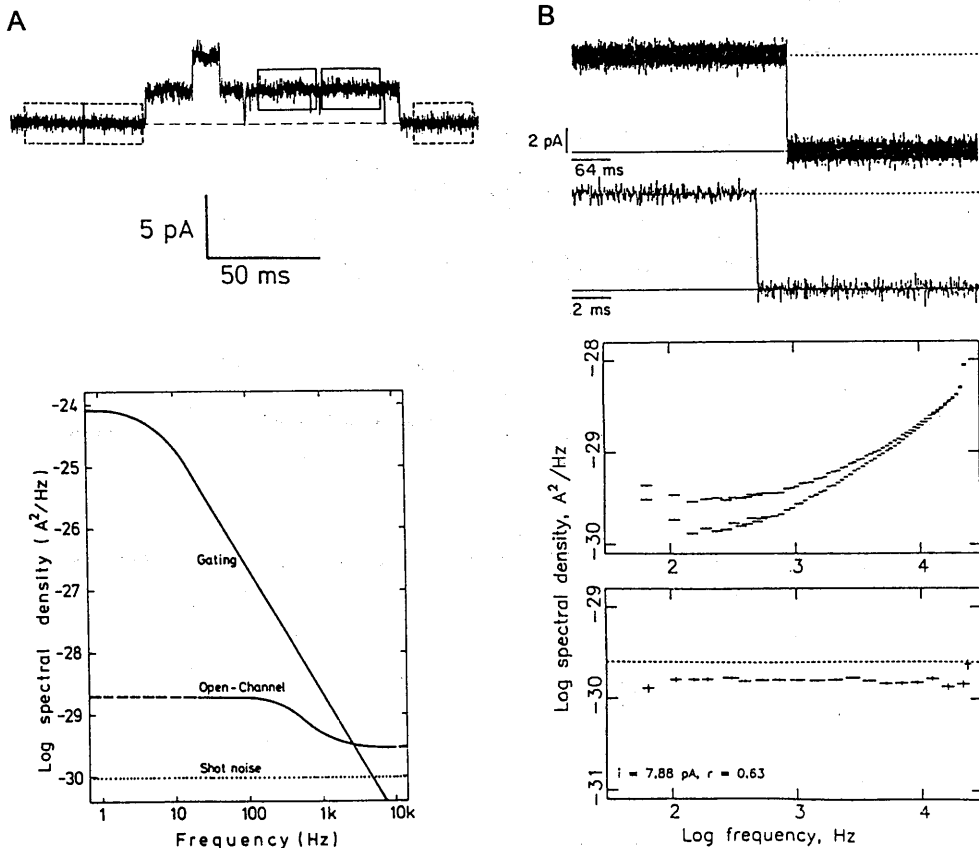 A
5 pA
50 ms
Log spectral density (A²/Hz)
-24
-25
-26
-27
-28
-29
-30
Gating
Open-Channel
Shot noise
1
10
100
1k
10k
Frequency (Hz)
B
2 pA
64 ms
2 ms
Log spectral density, A²/Hz
-28
-29
-30
2
3
4
-29
-30
-31
i = 7.88 pA, r = 0.63
2
3
4
Log frequency, Hz